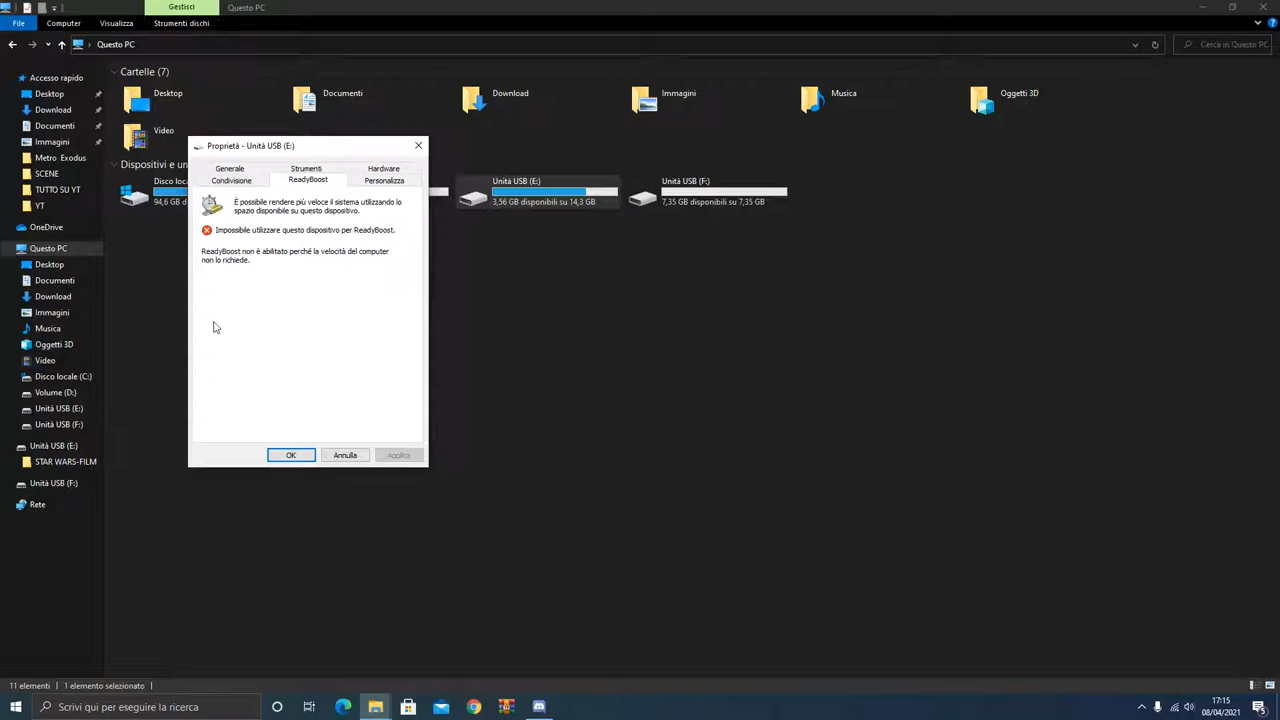 Gestisci
Questo PC
File
Computer
Visualizza
Strumenti dischi
Questo PC
Cerca in Questo PC
Accesso rapido
Desktop
Download
Documenti
Immagini
Metro Exodus
SCENE
TUTTO SU YT
YT
OneDrive
Questo PC
Desktop
Documenti
Download
Immagini
Musica
Oggetti 3D
Video
Disco locale (C:)
Volume (D:)
Unità USB (E:)
Unità USB (F:)
Unità USB (E:)
STAR WARS-FILM
Unità USB (F:)
Rete
Cartelle (7)
Desktop
Documenti
Download
Immagini
Musica
Oggetti 3D
Video
Dispositivi e un
Disco loc
94,6 GB d
Unità USB (E:)
3,56 GB disponibili su 14,3 GB
Unità USB (F:)
7,35 GB disponibili su 7,35 GB
Proprietà - Unità USB (E:)
Generale
Strumenti
Hardware
Condivisione
ReadyBoost
Personalizza
È possibile rendere più veloce il sistema utilizzando lo
spazio disponibile su questo dispositivo.
Impossibile utilizzare questo dispositivo per ReadyBoost.
ReadyBoost non è abilitato perché la velocità del computer
non lo richiede.
OK
Annulla
Applica
11 elementi
1 elemento selezionato
Scrivi qui per eseguire la ricerca
17:15
08/04/2021